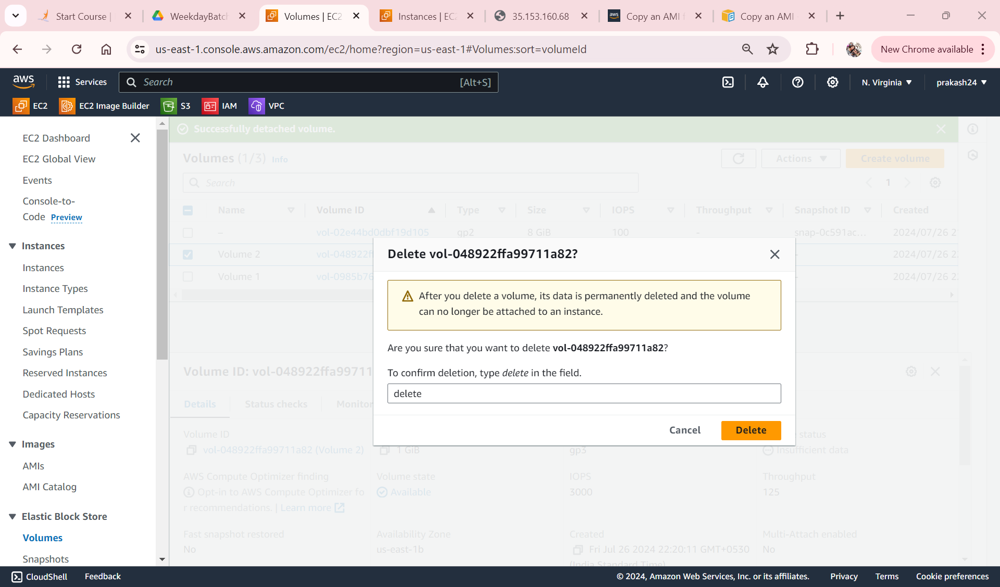 Start Course |
WeekdayBatch
Volumes | EC2
Instances | EC2
35.153.160.68
Copy an AMI f
Copy an AMI -
us-east-1.console.aws.amazon.com/ec2/home?region=us-east-1#Volumes:sort=volumeId
New Chrome available
aws
Services
Search
[Alt+S]
N. Virginia
prakash24
EC2
EC2 Image Builder
S3
IAM
VPC
EC2 Dashboard
EC2 Global View
Events
Console-to-
Code Preview
Instances
Instances
Instance Types
Launch Templates
Spot Requests
Savings Plans
Reserved Instances
Dedicated Hosts
Capacity Reservations
Images
AMIs
AMI Catalog
Elastic Block Store
Volumes
Snapshots
Successfully detached volume.
Volumes (1/3) Info
Actions
Create volume
Search
1
Name
Volume ID
Type
Size
IOPS
Throughput
Snapshot ID
Created
–
vol-02e44bd0dbf19d105
gp2
8 GiB
100
-
snap-0c591ac...
2024/07/26 2
Volume 2
vol-048922ff
-
2024/07/26 2
Volume 1
vol-0985b76
-
2024/07/26 2
Delete vol-048922ffa99711a82?
After you delete a volume, its data is permanently deleted and the volume
can no longer be attached to an instance.
Are you sure that you want to delete vol-048922ffa99711a82?
To confirm deletion, type delete in the field.
delete
Cancel
Delete
Volume ID: vol-048922ffa99711
Details
Status checks
Monitor
Volume ID
vol-048922ffa99711a82 (Volume 2)
1 GiB
gp3
status
Insufficient data
AWS Compute Optimizer finding
Opt-in to AWS Compute Optimizer fo
r recommendations. | Learn more
Volume state
Available
IOPS
3000
Throughput
125
Fast snapshot restored
No
Availability Zone
us-east-1b
Created
Fri Jul 26 2024 22:20:11 GMT+0530
(India Standard Time)
Multi-Attach enabled
No
CloudShell
Feedback
© 2024, Amazon Web Services, Inc. or its affiliates.
Privacy
Terms
Cookie preferences